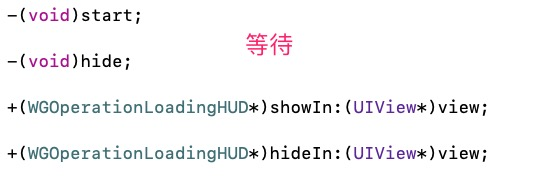 -(void)start;
等待
-(void)hide;
+(WGOperationLoadingHUD*)showIn:(UIView*)view;
+(WGOperationLoadingHUD*)hideIn:(UIView*)view;